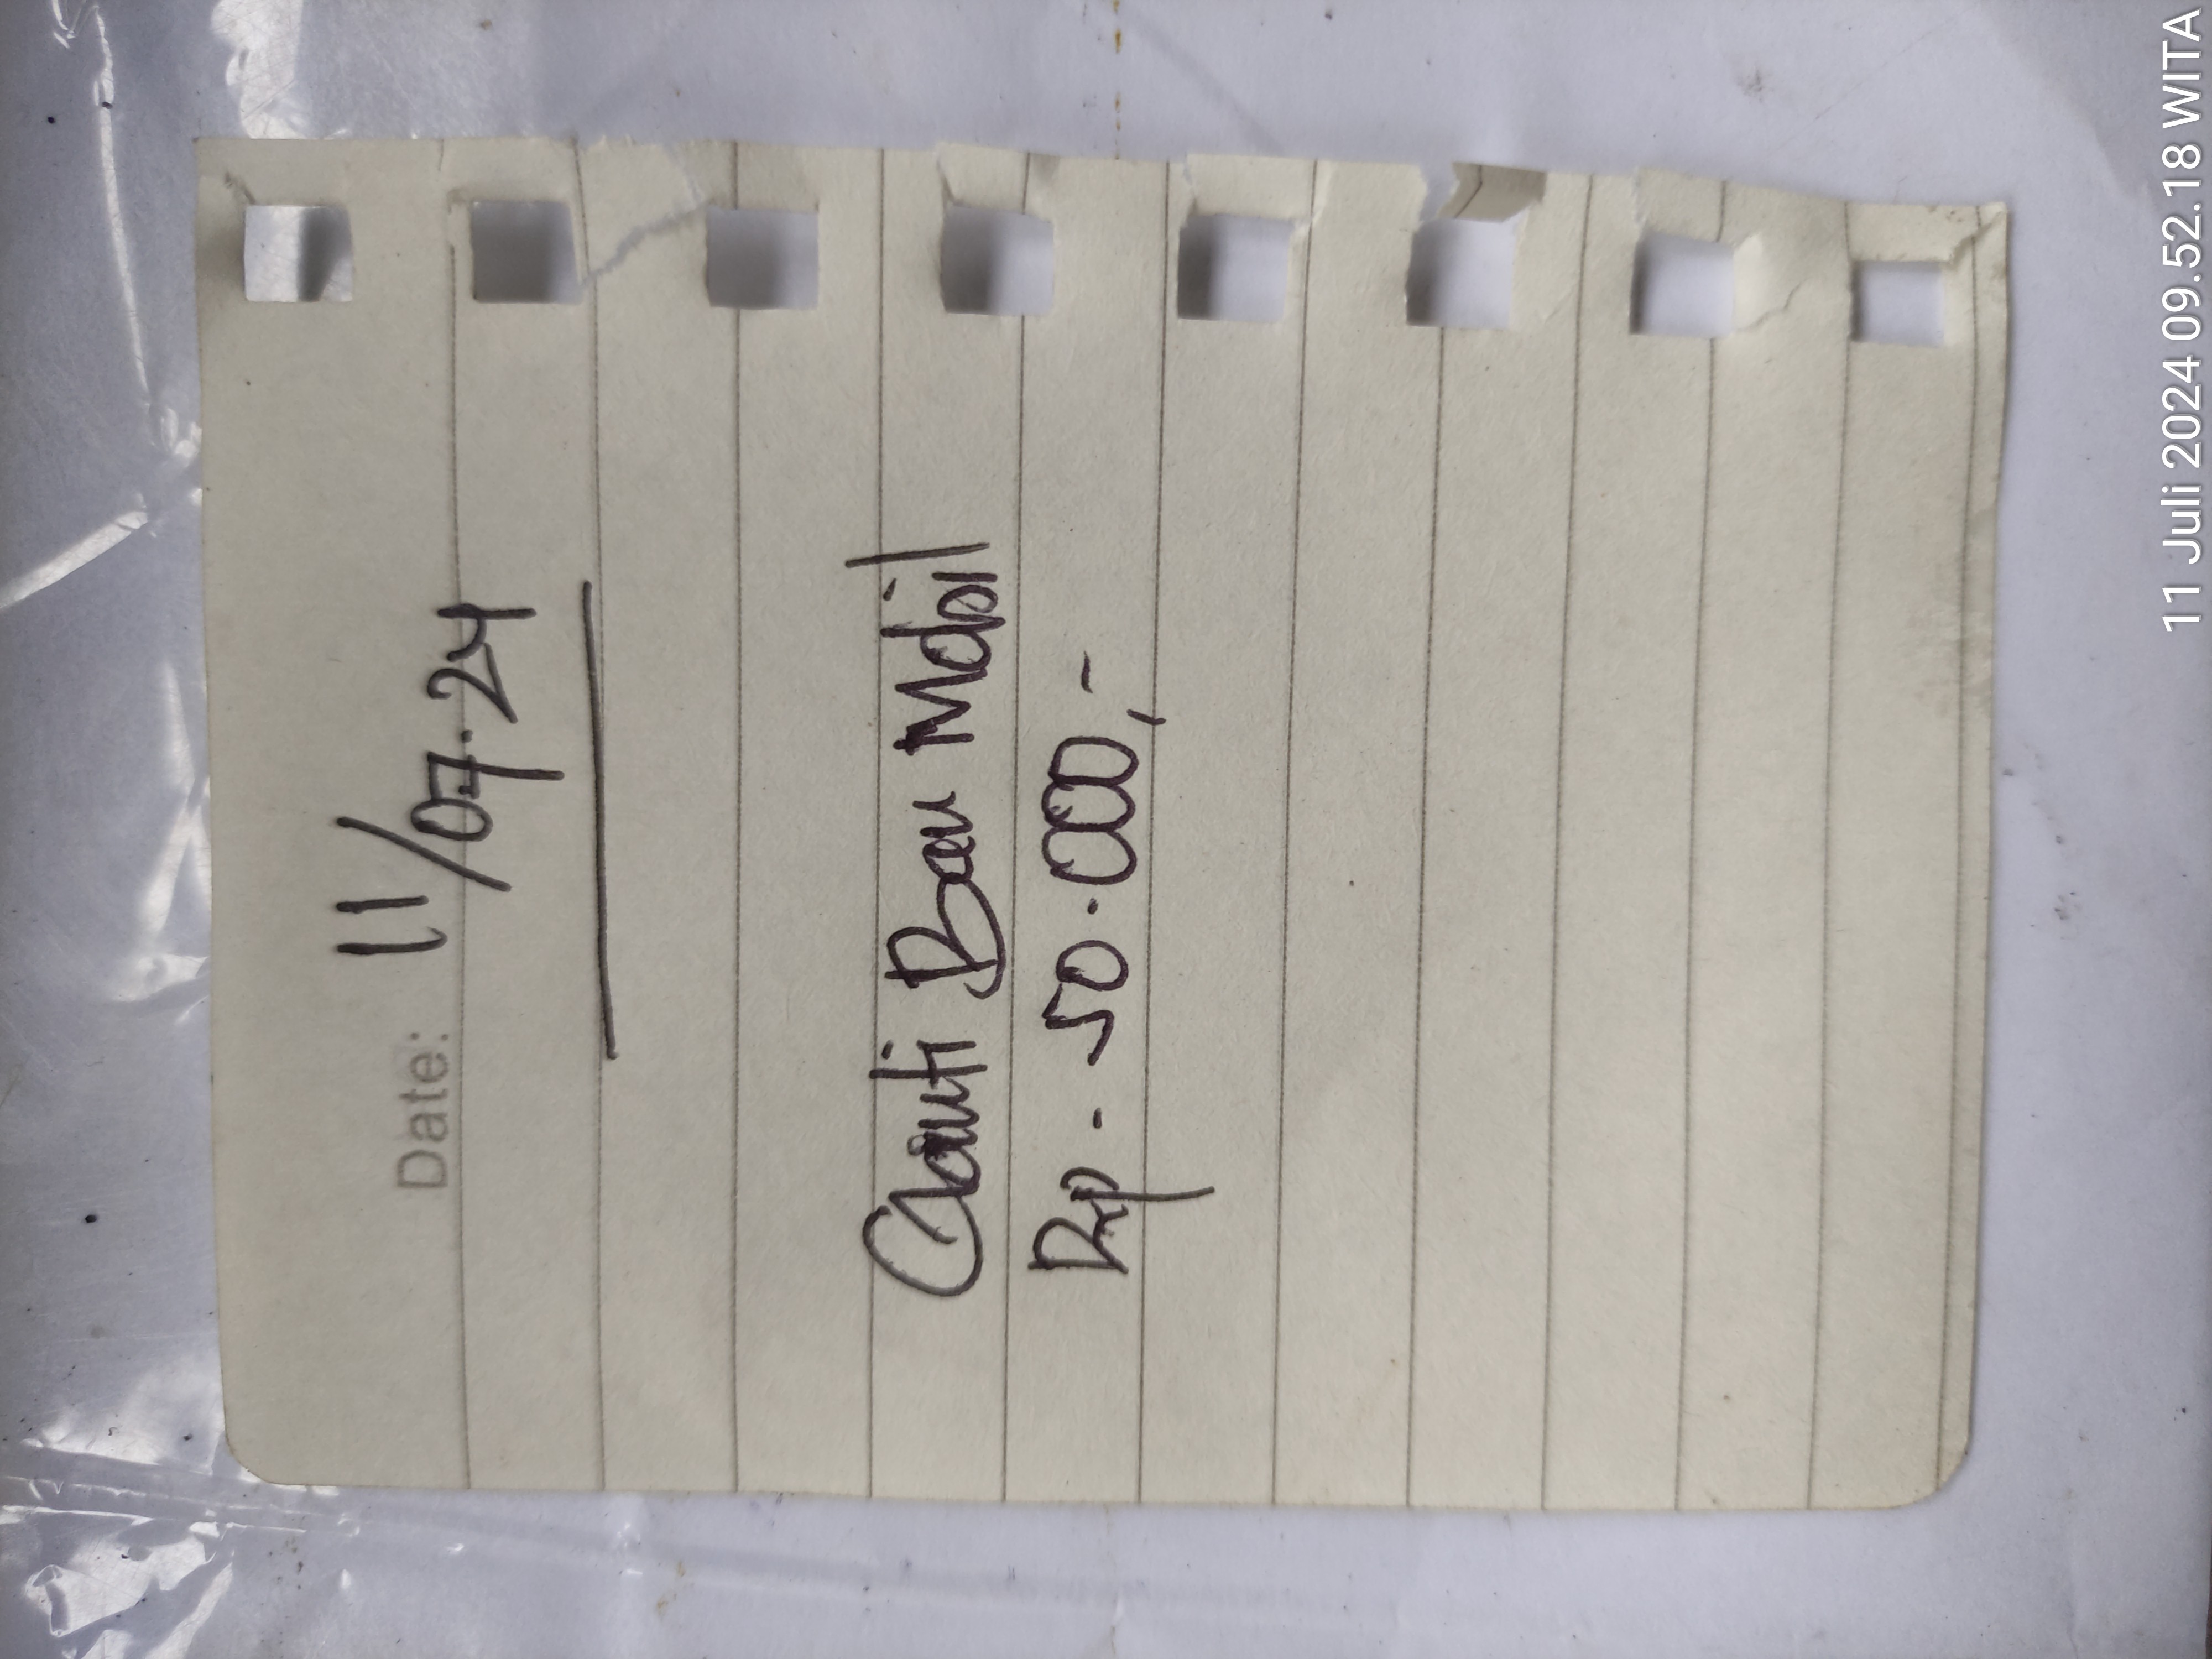 Date: 11/07.24
Ganti Ban Mobil
Rp - 50.000,-
11 Juli 2024 09.52.18 WITA